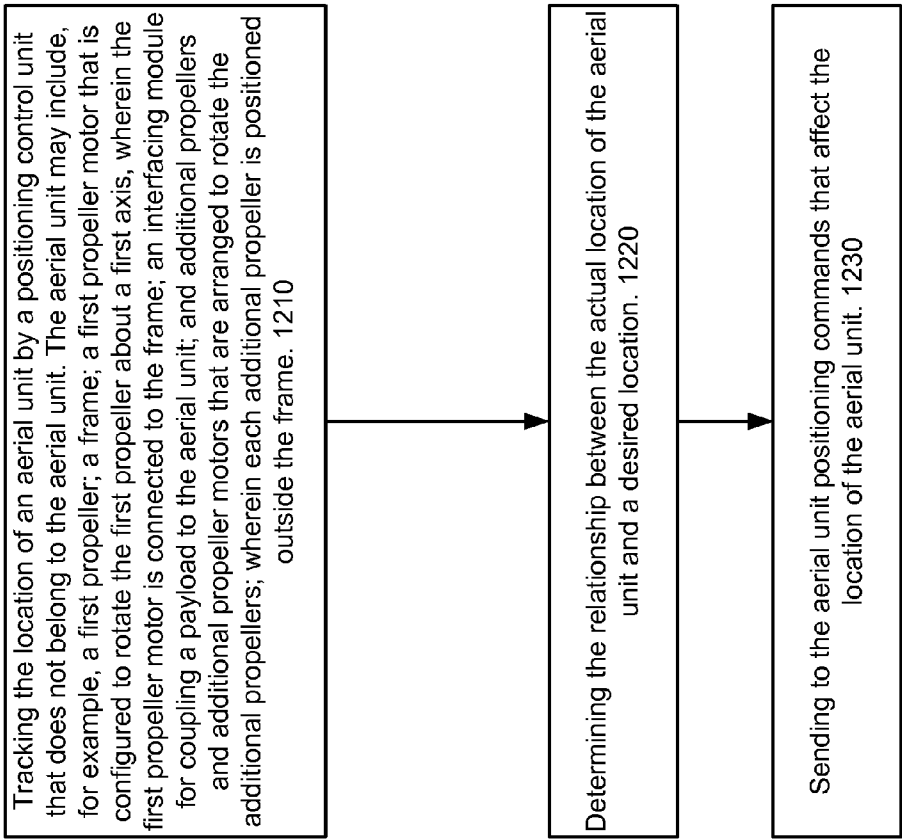 Tracking the location of an aerial unit by a positioning control unit
that does not belong to the aerial unit. The aerial unit may include,
for example, a first propeller; a frame; a first propeller motor that is
configured to rotate the first propeller about a first axis, wherein the
first propeller motor is connected to the frame; an interfacing module
for coupling a payload to the aerial unit; and additional propellers
and additional propeller motors that are arranged to rotate the
additional propellers; wherein each additional propeller is positioned
outside the frame. 1210
Determining the relationship between the actual location of the aerial
unit and a desired location. 1220
Sending to the aerial unit positioning commands that affect the
location of the aerial unit. 1230